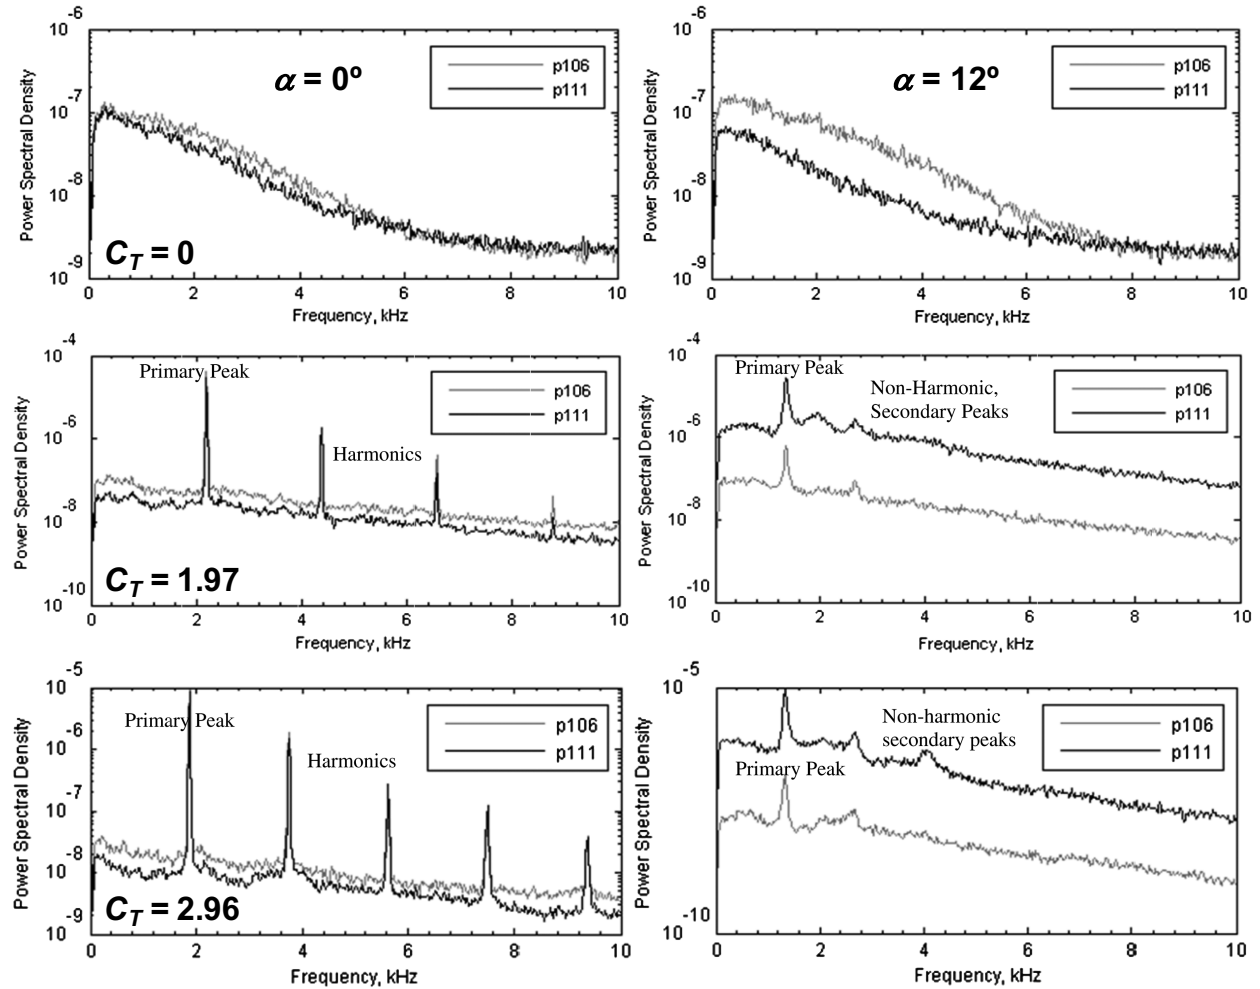 10 -6
10 -7
10 -8
10 -9
Power Spectral Density
α = 0º
p106
p111
C_T = 0
0 2 4 6 8 10
Frequency, kHz
10 -6
10 -7
10 -8
10 -9
Power Spectral Density
α = 12º
p106
p111
0 2 4 6 8 10
Frequency, kHz
10 -4
10 -6
10 -8
10 -10
Power Spectral Density
Primary Peak
Harmonics
p106
p111
C_T = 1.97
0 2 4 6 8 10
Frequency, kHz
10 -4
10 -6
10 -8
10 -10
Power Spectral Density
Primary Peak
Non-Harmonic,
Secondary Peaks
p106
p111
0 2 4 6 8 10
Frequency, kHz
10 -5
10 -6
10 -7
10 -8
10 -9
Power Spectral Density
Primary Peak
Harmonics
p106
p111
C_T = 2.96
0 2 4 6 8 10
Frequency, kHz
10 -5
10 -10
Power Spectral Density
Primary Peak
Non-harmonic
secondary peaks
p106
p111
0 2 4 6 8 10
Frequency, kHz